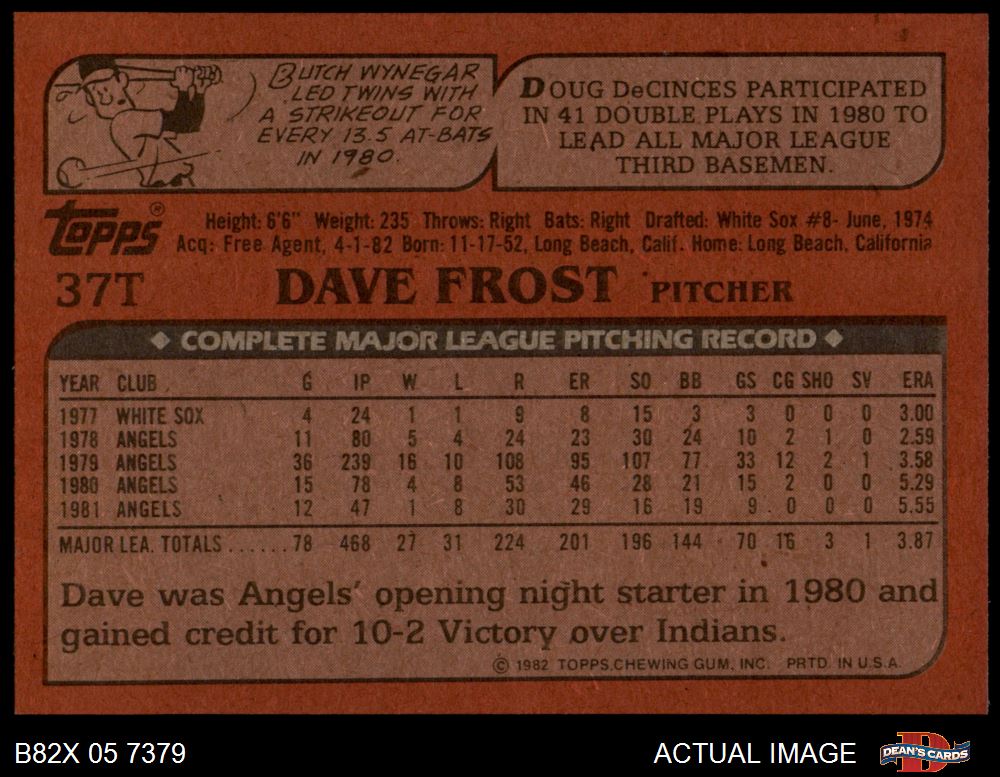 BUTCH WYNEGAR
LED TWINS WITH
A STRIKEOUT FOR
EVERY 13.5 AT-BATS
IN 1980.
DOUG DeCINCES PARTICIPATED
IN 41 DOUBLE PLAYS IN 1980 TO
LEAD ALL MAJOR LEAGUE
THIRD BASEMEN.
TOPPS®
Height: 6'6" Weight: 235 Throws: Right Bats: Right Drafted: White Sox #8- June, 1974
Acq: Free Agent, 4-1-82 Born: 11-17-52, Long Beach, Calif. Home: Long Beach, California
37T DAVE FROST PITCHER
◆ COMPLETE MAJOR LEAGUE PITCHING RECORD ◆
YEAR CLUB G IP W L R ER SO BB GS CG SHO SV ERA
1977 WHITE SOX 4 24 1 1 9 8 15 3 3 0 0 0 3.00
1978 ANGELS 11 80 5 4 24 23 30 24 10 2 1 0 2.59
1979 ANGELS 36 239 16 10 108 95 107 77 33 12 2 1 3.58
1980 ANGELS 15 78 4 8 53 46 28 21 15 2 0 0 5.29
1981 ANGELS 12 47 1 8 30 29 16 19 9 0 0 0 5.55
MAJOR LEA. TOTALS ...... 78 468 27 31 224 201 196 144 70 16 3 1 3.87
Dave was Angels' opening night starter in 1980 and
gained credit for 10-2 Victory over Indians.
© 1982 TOPPS CHEWING GUM, INC. PRTD. IN U.S.A.
B82X 05 7379 ACTUAL IMAGE DEAN'S CARDS